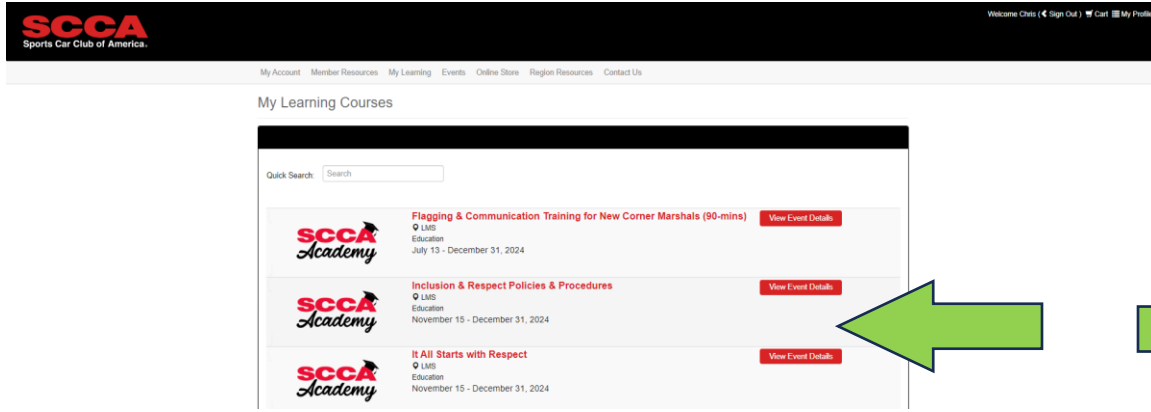 Welcome Chris ( Sign Out ) Cart My Profile
SCCA
Sports Car Club of America.
My Account Member Resources My Learning Events Online Store Region Resources Contact Us
My Learning Courses
Quick Search: Search
SCCA Academy
Flagging & Communication Training for New Corner Marshals (90-mins)
LMS
Education
July 13 - December 31, 2024
View Event Details
SCCA Academy
Inclusion & Respect Policies & Procedures
LMS
Education
November 15 - December 31, 2024
View Event Details
SCCA Academy
It All Starts with Respect
LMS
Education
November 15 - December 31, 2024
View Event Details